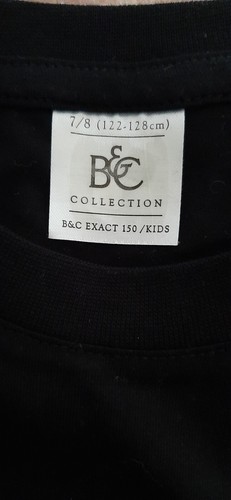 7/8 (122-128cm)
B&C
COLLECTION
B&C EXACT 150 / KIDS